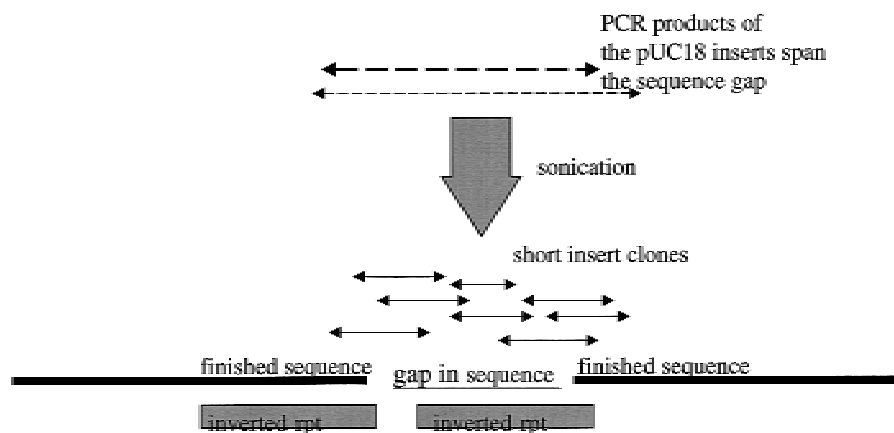 PCR products of
the pUC18 inserts span
the sequence gap
sonication
short insert clones
finished sequence
gap in sequence
finished sequence
inverted rpt
inverted rpt